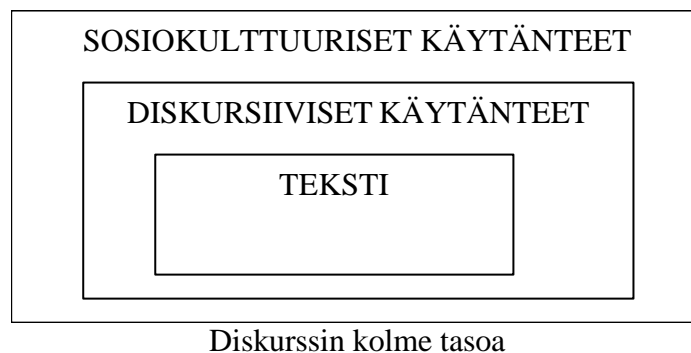 SOSIOKULTTUURISET KÄYTÄNTEET
DISKURSIIVISET KÄYTÄNTEET
TEKSTI
Diskurssin kolme tasoa